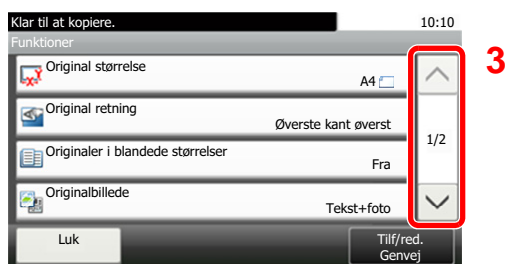 Klar til at kopiere. 10:10
Funktioner
Original størrelse
A4
Original retning
Øverste kant øverst
Originaler i blandede størrelser
Fra
Originalbillede
Tekst+foto
1/2
3
Luk
Tilf/red.
Genvej